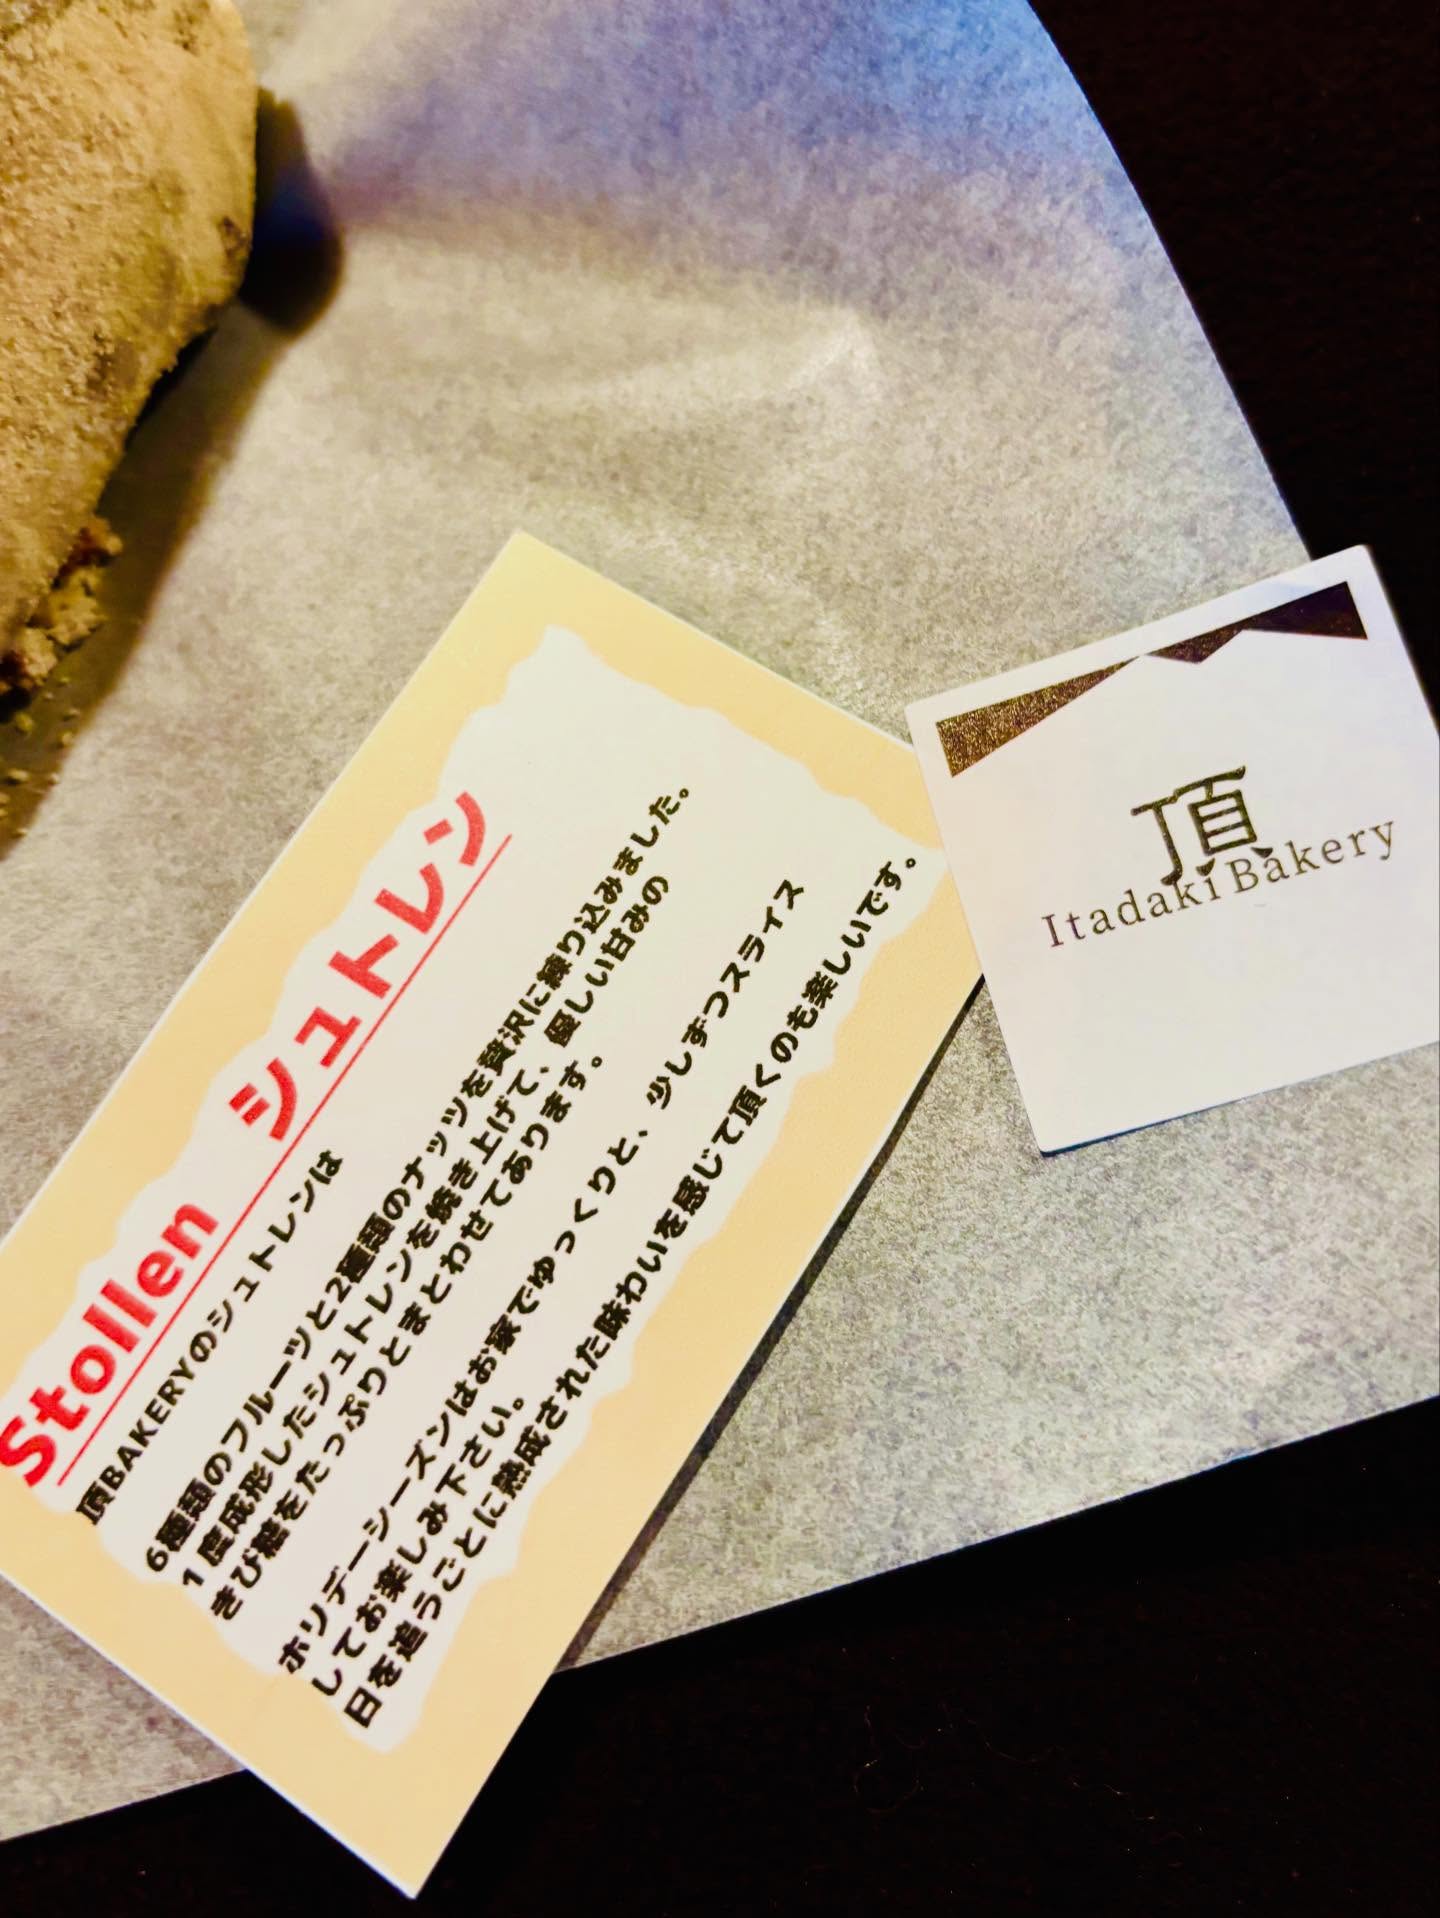 Stollen シュトレン
頂BAKERYのシュトレンは
6種類のフルーツと2種類のナッツを贅沢に練り込みました。
1度成形したシュトレンを焼き上げて、優しい甘みの
きび糖をたっぷりとまとわせてあります。
ホリデーシーズンはお家でゆっくりと、少しずつスライス
してお楽しみ下さい。
日を追うごとに熟成された味わいを感じて頂くのも楽しいです。
頂
Itadaki Bakery